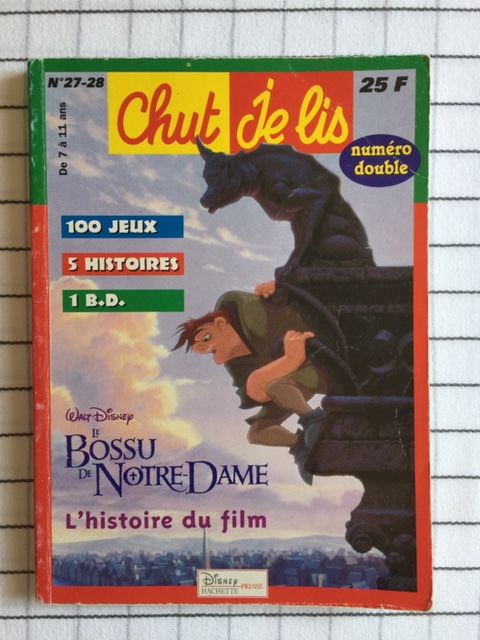 N°27-28
Chut Je lis
25 F
De 7 à 11 ans
numéro
double
100 JEUX
5 HISTOIRES
1 B.D.
WALT DISNEY
LE
BOSSU
DE NOTRE-DAME
L'histoire du film
DISNEY
HACHETTE PRESSE